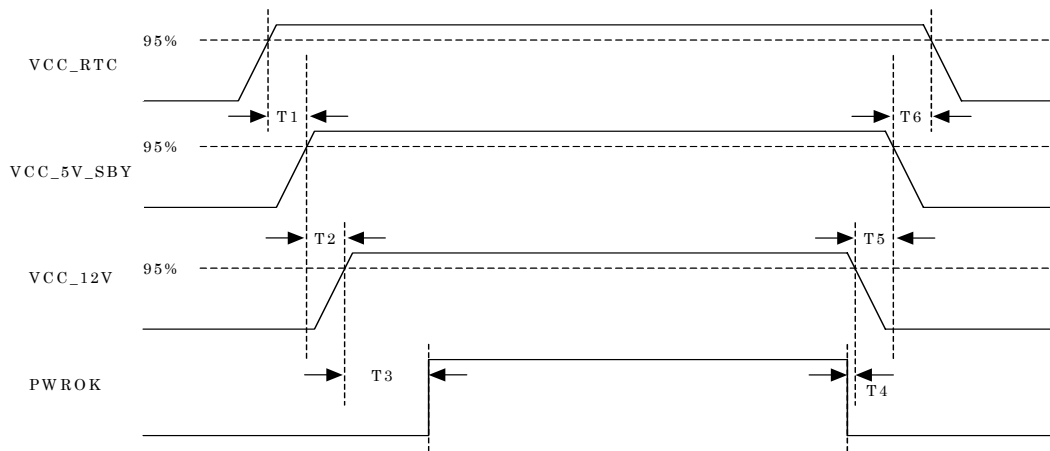 95%
VCC_RTC
T1
T6
95%
VCC_5V_SBY
T2
T5
95%
VCC_12V
T3
T4
PWROK